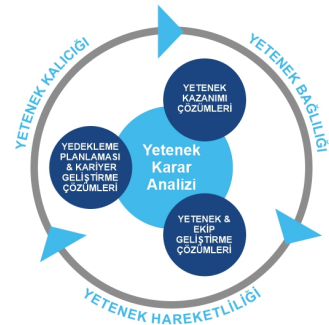 YETENEK KALICIĞI
YETENEK BAĞLILIĞI
YETENEK
KAZANIMI
ÇÖZÜMLERİ
YEDEKLEME
PLANLAMASI
& KARİYER
GELİŞTİRME
ÇÖZÜMLERİ
Yetenek
Karar
Analizi
YETENEK &
EKİP
GELİŞTİRME
ÇÖZÜMLERİ
YETENEK HAREKETLİLİĞİ